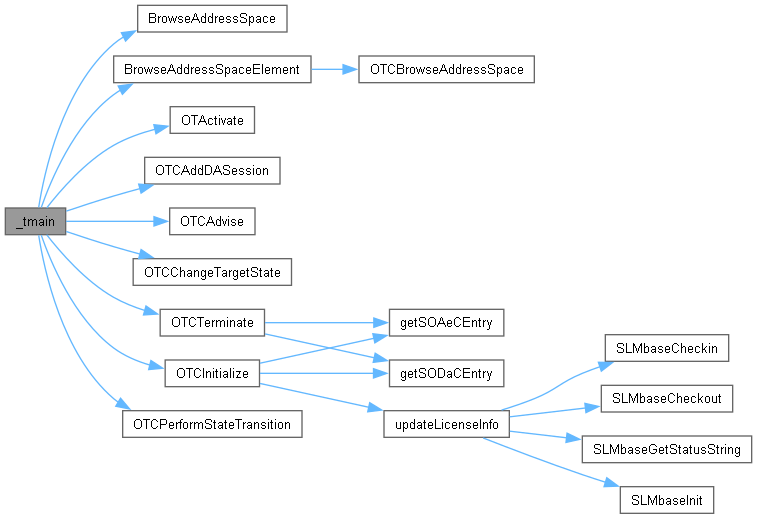 BrowseAddressSpace
BrowseAddressSpaceElement
OTCBrowseAddressSpace
OTActivate
OTCAddDASession
_tmain
OTCAdvise
OTCChangeTargetState
OTCTerminate
getSOAeCEntry
SLMbaseCheckin
OTCInitialize
getSODaCEntry
SLMbaseCheckout
OTCPerformStateTransition
updateLicenseInfo
SLMbaseGetStatusString
SLMbaseInit